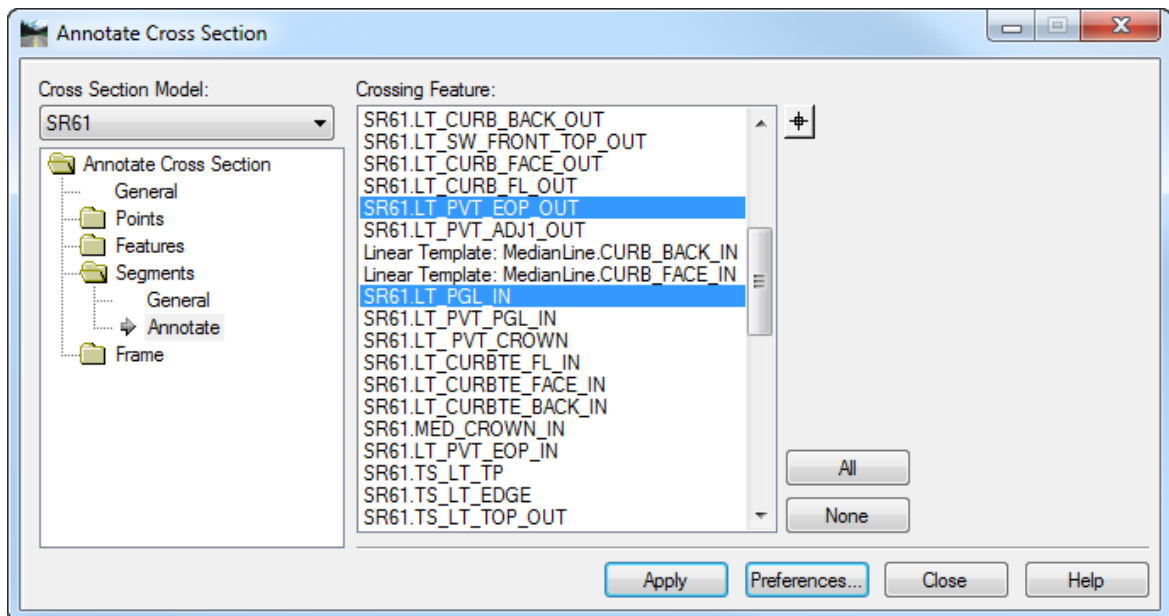 Annotate Cross Section
Cross Section Model:
SR61
Annotate Cross Section
General
Points
Features
Segments
General
Annotate
Frame
Crossing Feature:
SR61.LT_CURB_BACK_OUT
SR61.LT_SW_FRONT_TOP_OUT
SR61.LT_CURB_FACE_OUT
SR61.LT_CURB_FL_OUT
SR61.LT_PVT_EOP_OUT
SR61.LT_PVT_ADJ1_OUT
Linear Template: MedianLine.CURB_BACK_IN
Linear Template: MedianLine.CURB_FACE_IN
SR61.LT_PGL_IN
SR61.LT_PVT_PGL_IN
SR61.LT_ PVT_CROWN
SR61.LT_CURBTE_FL_IN
SR61.LT_CURBTE_FACE_IN
SR61.LT_CURBTE_BACK_IN
SR61.MED_CROWN_IN
SR61.LT_PVT_EOP_IN
SR61.TS_LT_TP
SR61.TS_LT_EDGE
SR61.TS_LT_TOP_OUT
All
None
Apply
Preferences...
Close
Help